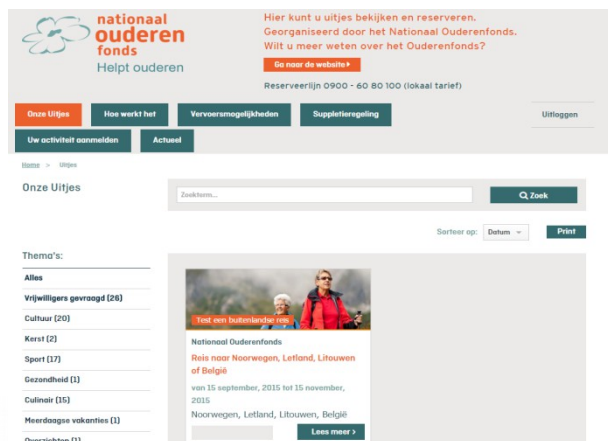 nationaal
ouderen
fonds
Helpt ouderen
Hier kunt u uitjes bekijken en reserveren.
Georganiseerd door het Nationaal Ouderenfonds.
Wilt u meer weten over het Ouderenfonds?
Ga naar de website
Reserveerlijn 0900 - 60 80 100 (lokaal tarief)
Onze Uitjes
Hoe werkt het
Vervoersmogelijkheden
Suppletieregeling
Uitloggen
Uw activiteit aanmelden
Actueel
Home > Uitjes
Onze Uitjes
Zoekterm...
Zoek
Sorteer op: Datum
Print
Thema's:
Alles
Vrijwilligers gevraagd (26)
Cultuur (20)
Kerst (2)
Sport (17)
Gezondheid (1)
Culinair (15)
Meerdaagse vakanties (1)
Overzichten (1)
Test een buitenlandse reis
Nationaal Ouderenfonds
Reis naar Noorwegen, Letland, Litouwen
of België
van 15 september, 2015 tot 15 november,
2015
Noorwegen, Letland, Litouwen, België
Lees meer >